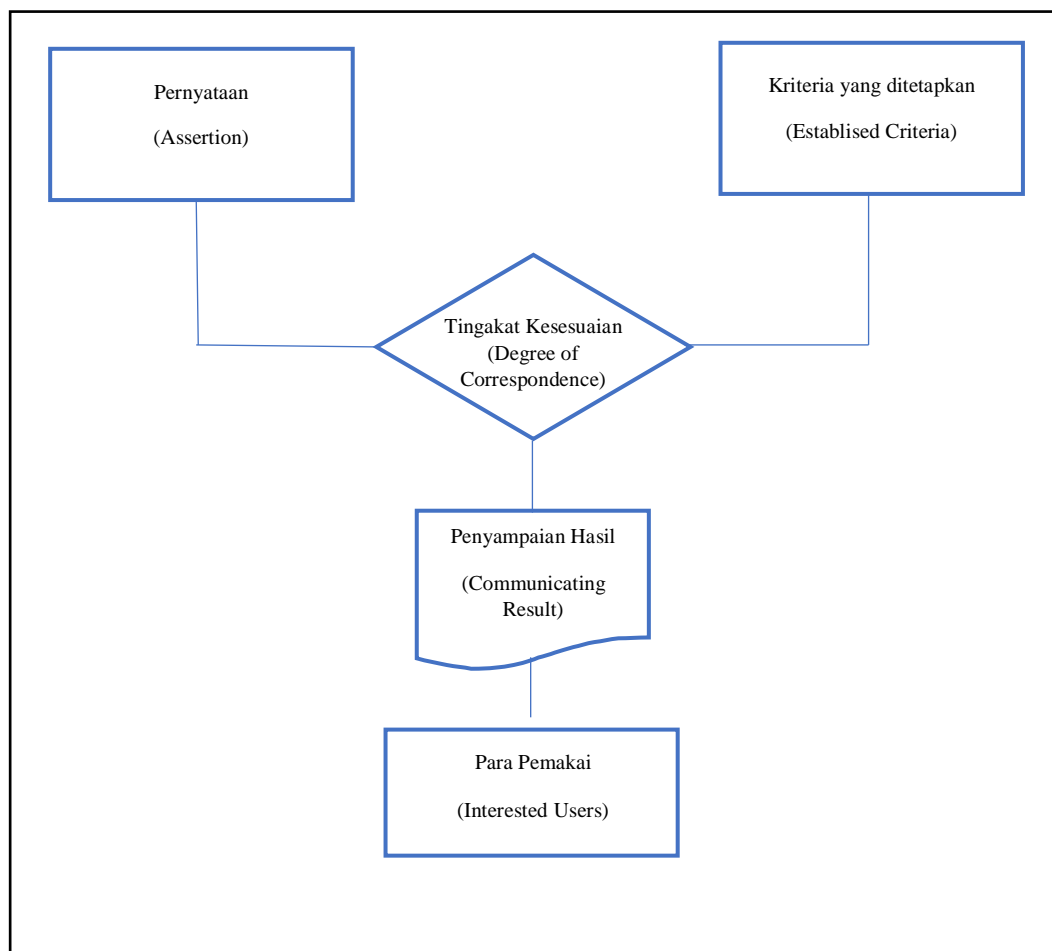 Pernyataan
(Assertion)
Kriteria yang ditetapkan
(Establised Criteria)
Tingakat Kesesuaian
(Degree of
Correspondence)
Penyampaian Hasil
(Communicating
Result)
Para Pemakai
(Interested Users)